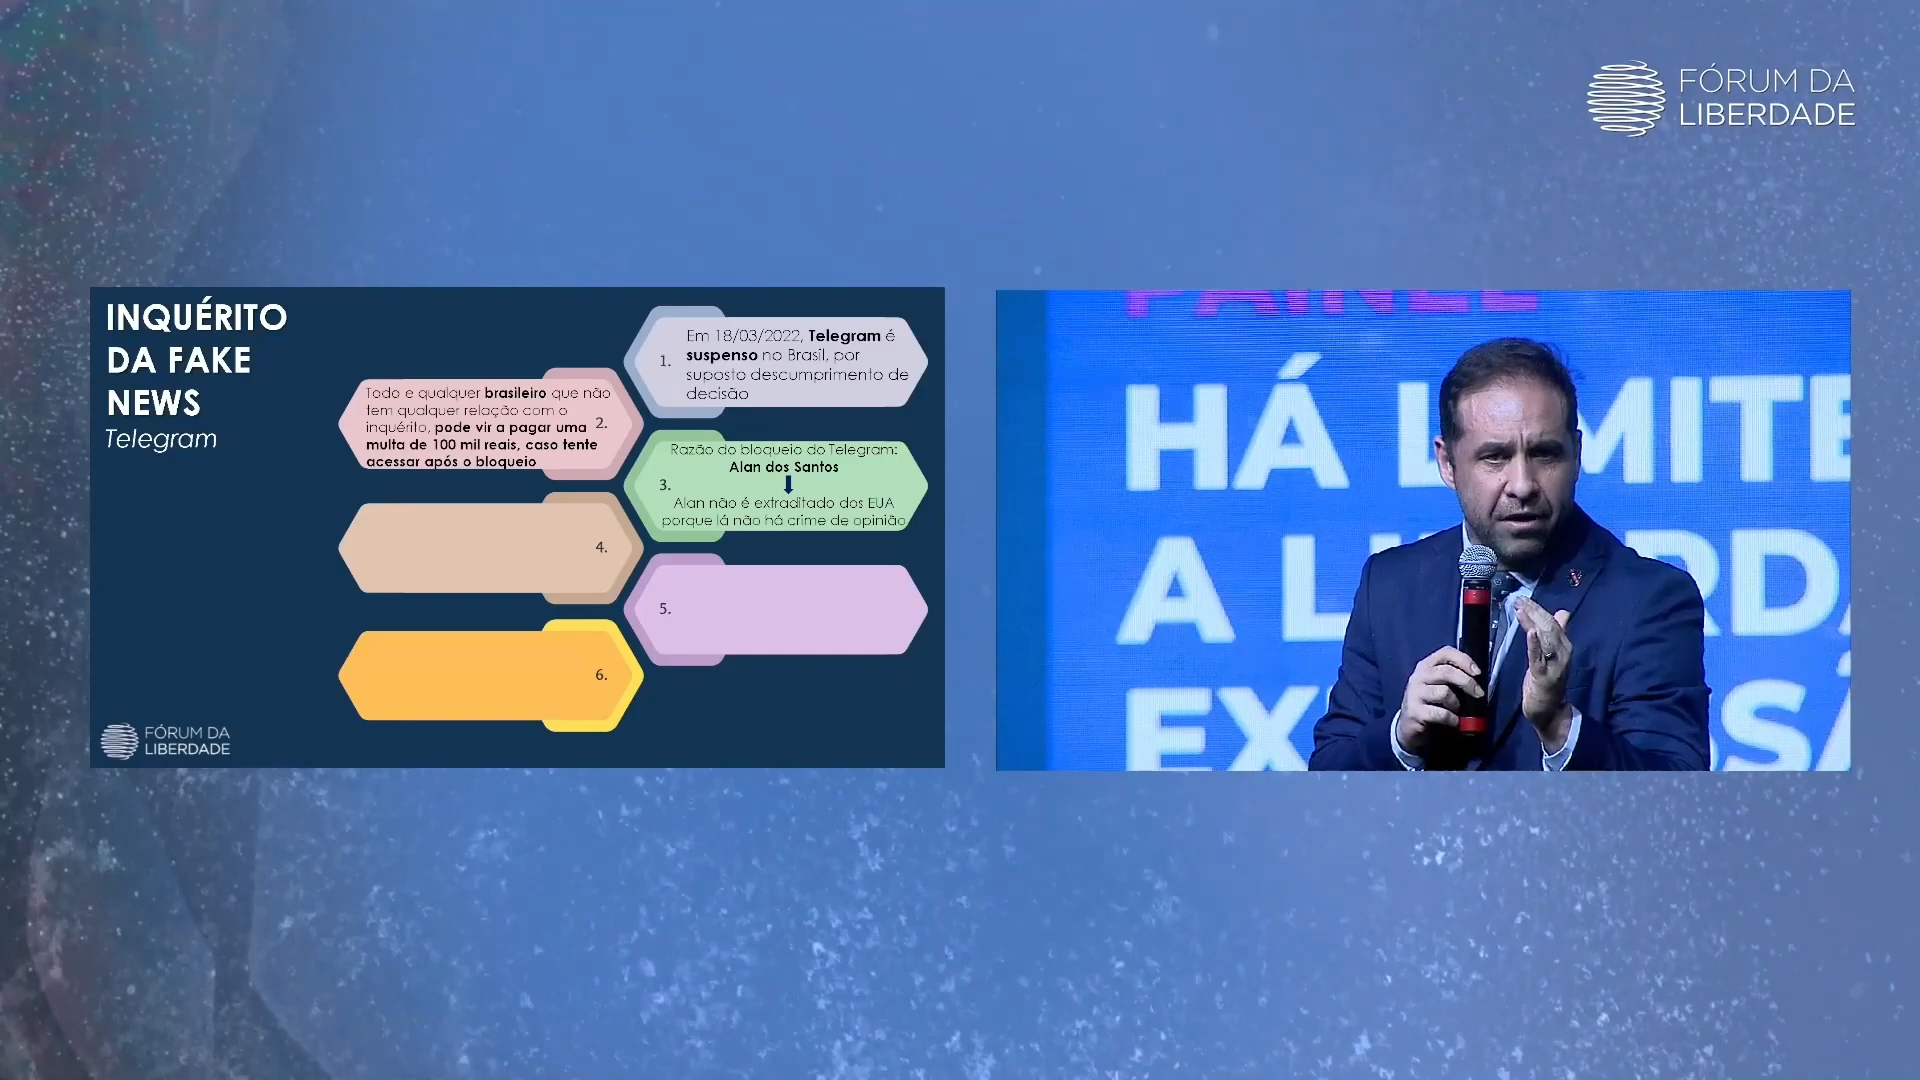 FÓRUM DA
LIBERDADE
INQUÉRITO
DA FAKE
NEWS
Telegram
1.
Em 18/03/2022, Telegram é
suspenso no Brasil, por
suposto descumprimento de
decisão
Todo e qualquer brasileiro que não
tem qualquer relação com o
inquérito, pode vir a pagar uma
multa de 100 mil reais, caso tente
acessar após o bloqueio
2.
3.
Razão do bloqueio do Telegram:
Alan dos Santos
Alan não é extraditado dos EUA
porque lá não há crime de opinião
4.
5.
6.
FÓRUM DA
LIBERDADE
PAINEL
HÁ L MITE
A L RDA
EX SSÃ